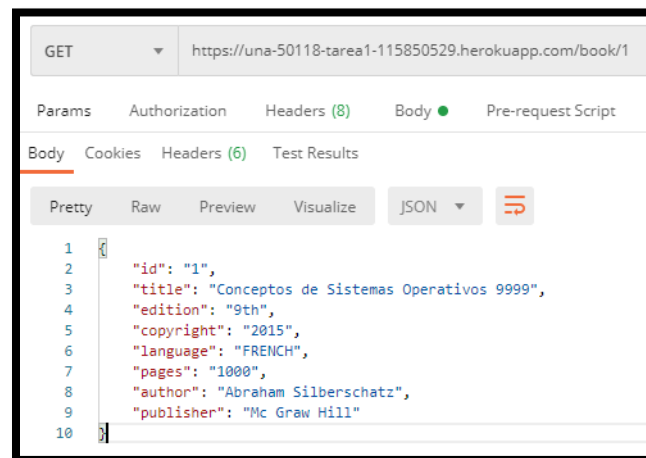 GET https://una-50118-tarea1-115850529.herokuapp.com/book/1
Params Authorization Headers (8) Body Pre-request Script
Body Cookies Headers (6) Test Results
Pretty Raw Preview Visualize JSON
1 {
2 "id": "1",
3 "title": "Conceptos de Sistemas Operativos 9999",
4 "edition": "9th",
5 "copyright": "2015",
6 "language": "FRENCH",
7 "pages": "1000",
8 "author": "Abraham Silberschatz",
9 "publisher": "Mc Graw Hill"
10 }